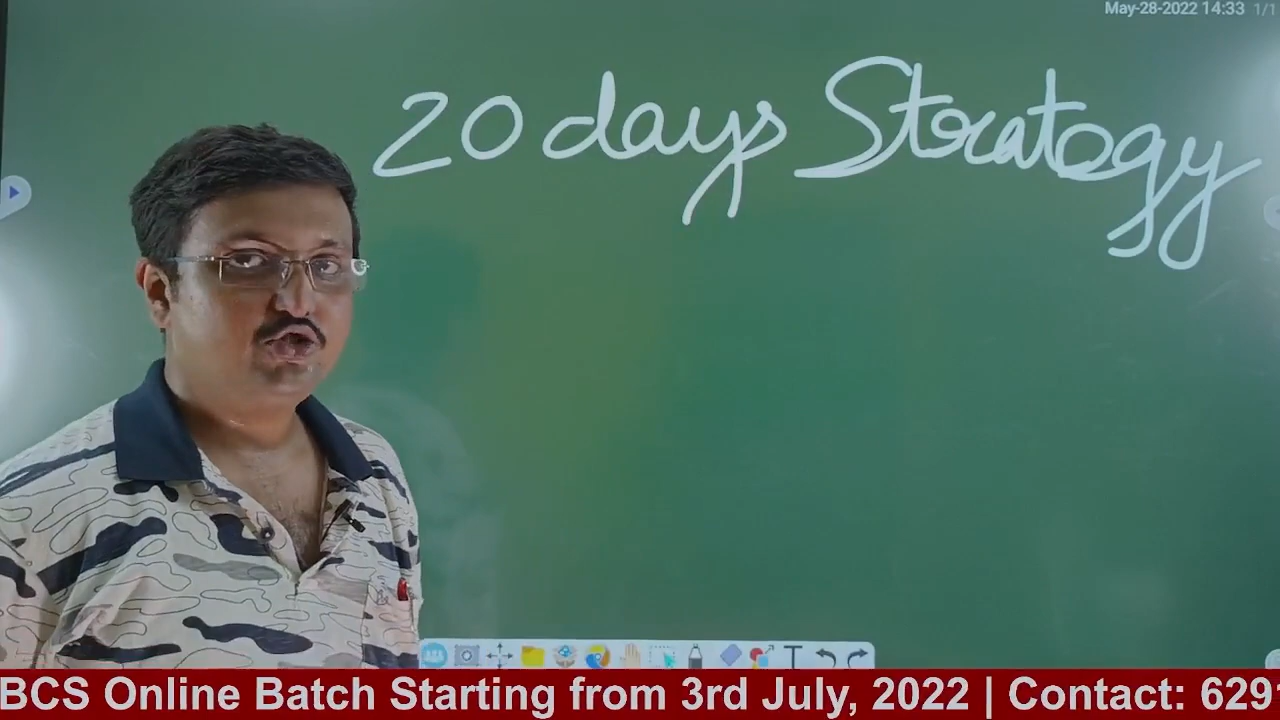 May-28-2022 14:33 1/1
20 days Strategy
BCS Online Batch Starting from 3rd July, 2022 | Contact: 629